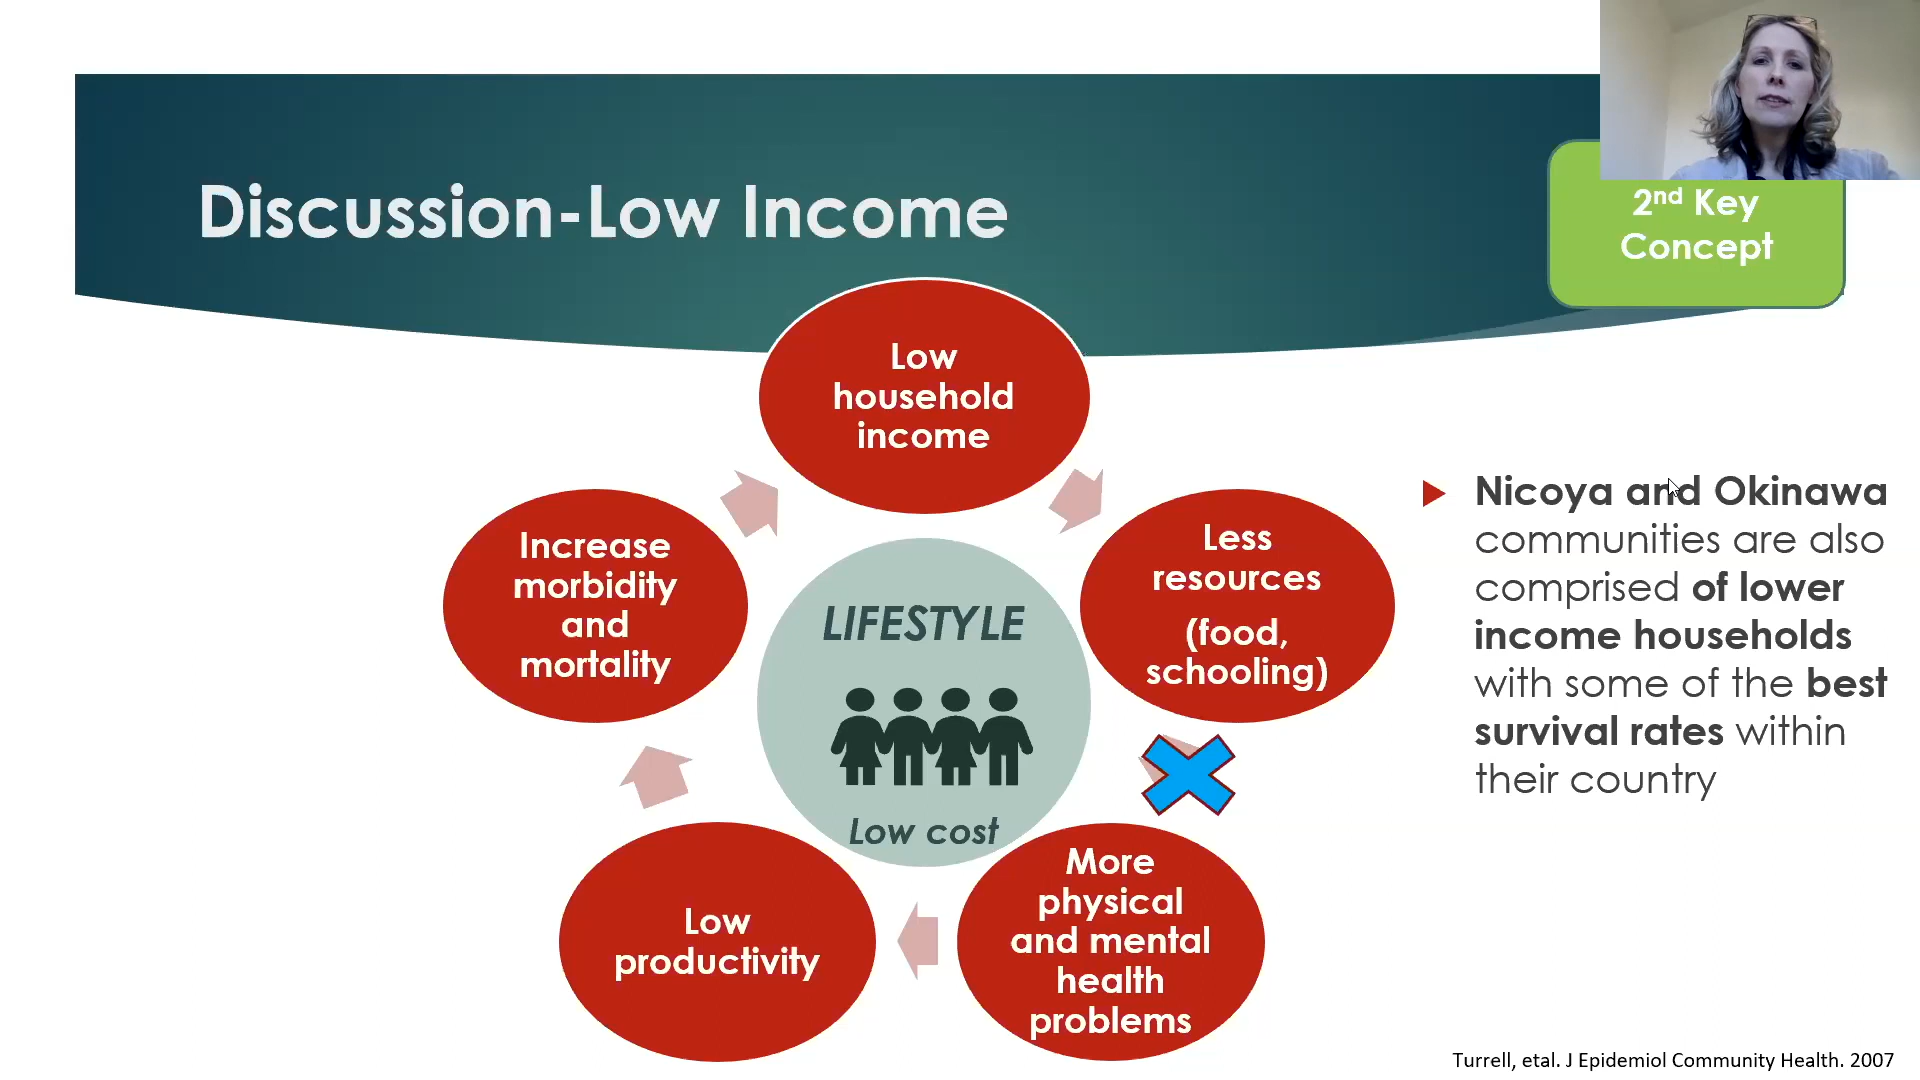 Discussion-Low Income
2nd Key
Concept
Low
household
income
Less
resources
(food,
schooling)
More
physical
and mental
health
problems
Low
productivity
Increase
morbidity
and
mortality
LIFESTYLE
Low cost
Nicoya and Okinawa
communities are also
comprised of lower
income households
with some of the best
survival rates within
their country
Turrell, etal. J Epidemiol Community Health. 2007